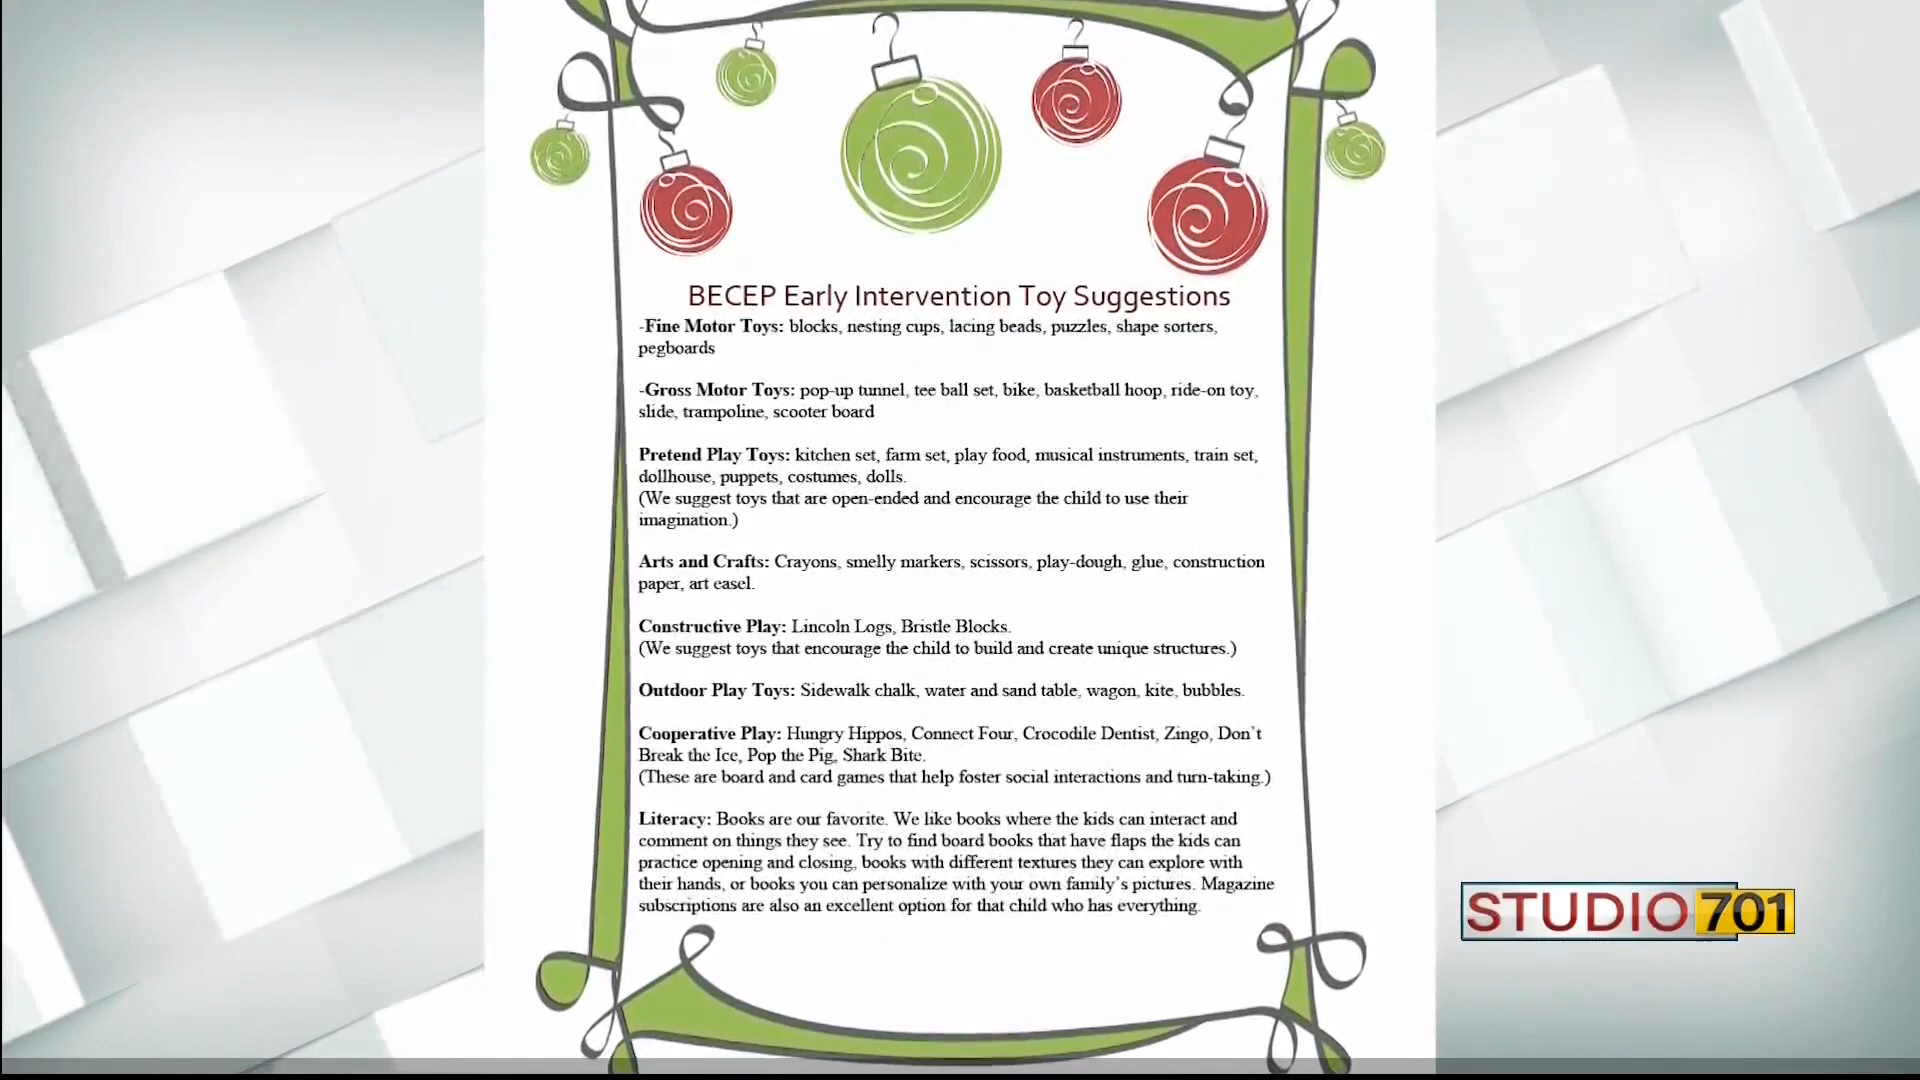 BECEP Early Intervention Toy Suggestions
-Fine Motor Toys: blocks, nesting cups, lacing beads, puzzles, shape sorters,
pegboards
-Gross Motor Toys: pop-up tunnel, tee ball set, bike, basketball hoop, ride-on toy,
slide, trampoline, scooter board
Pretend Play Toys: kitchen set, farm set, play food, musical instruments, train set,
dollhouse, puppets, costumes, dolls.
(We suggest toys that are open-ended and encourage the child to use their
imagination.)
Arts and Crafts: Crayons, smelly markers, scissors, play-dough, glue, construction
paper, art easel.
Constructive Play: Lincoln Logs, Bristle Blocks.
(We suggest toys that encourage the child to build and create unique structures.)
Outdoor Play Toys: Sidewalk chalk, water and sand table, wagon, kite, bubbles.
Cooperative Play: Hungry Hippos, Connect Four, Crocodile Dentist, Zingo, Don’t
Break the Ice, Pop the Pig, Shark Bite.
(These are board and card games that help foster social interactions and turn-taking.)
Literacy: Books are our favorite. We like books where the kids can interact and
comment on things they see. Try to find board books that have flaps the kids can
practice opening and closing, books with different textures they can explore with
their hands, or books you can personalize with your own family’s pictures. Magazine
subscriptions are also an excellent option for that child who has everything.
STUDIO 701